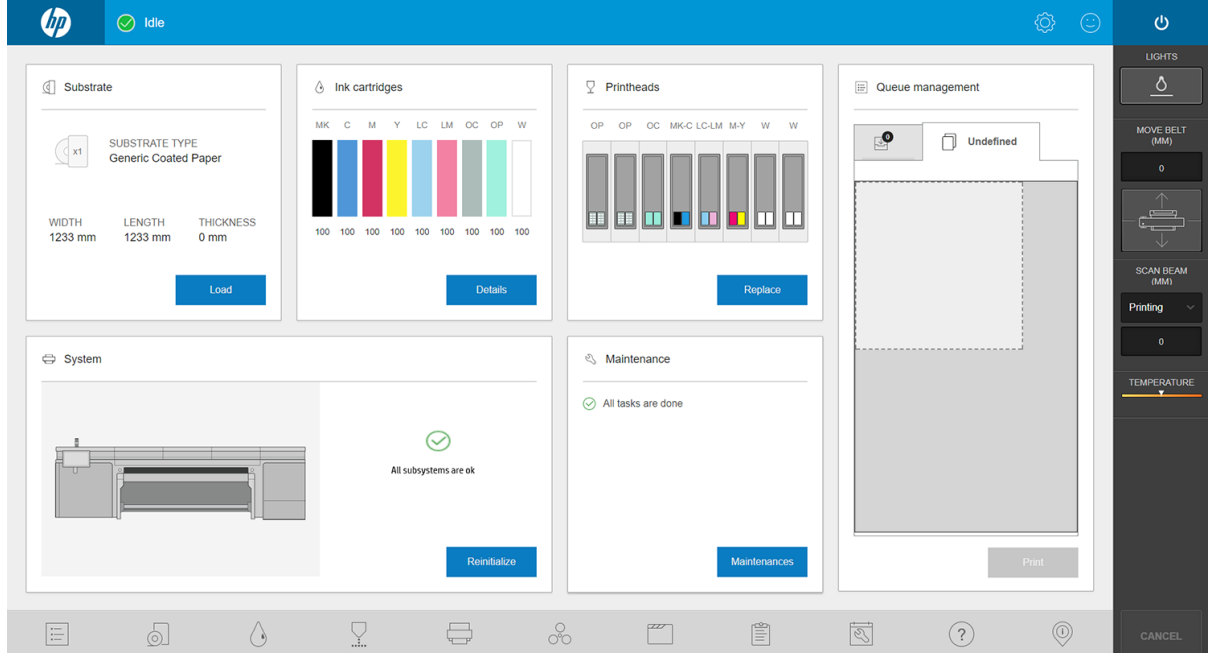 hp
Idle
LIGHTS
MOVE BELT
(MM)
0
SCAN BEAM
(MM)
Printing
0
TEMPERATURE
CANCEL
Substrate
x1
SUBSTRATE TYPE
Generic Coated Paper
WIDTH LENGTH THICKNESS
1233 mm 1233 mm 0 mm
Load
Ink cartridges
MK C M Y LC LM OC OP W
100 100 100 100 100 100 100 100 100
Details
Printheads
OP OP OC MK-C LC-LM M-Y W W
Replace
Queue management
0
Undefined
Print
System
All subsystems are ok
Reinitialize
Maintenance
All tasks are done
Maintenances
?